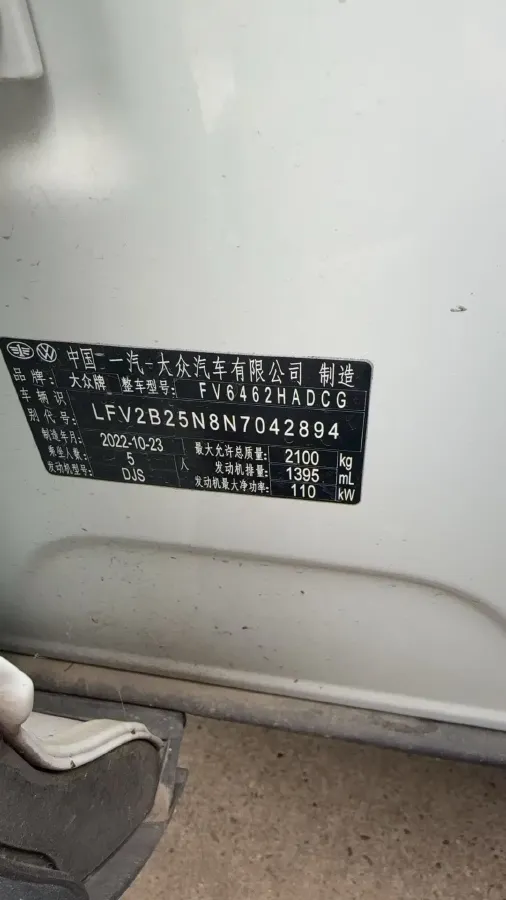 中国 一汽-大众汽车有限公司 制造
品牌: 大众牌 整车型号: FV6462HADCG
车辆识别代号: LFV2B25N8N7042894
制造年月: 2022-10-23 最大允许总质量: 2100 kg
乘坐人数: 5 人 发动机排量: 1395 mL
发动机型号: DJS 发动机最大净功率: 110 kW